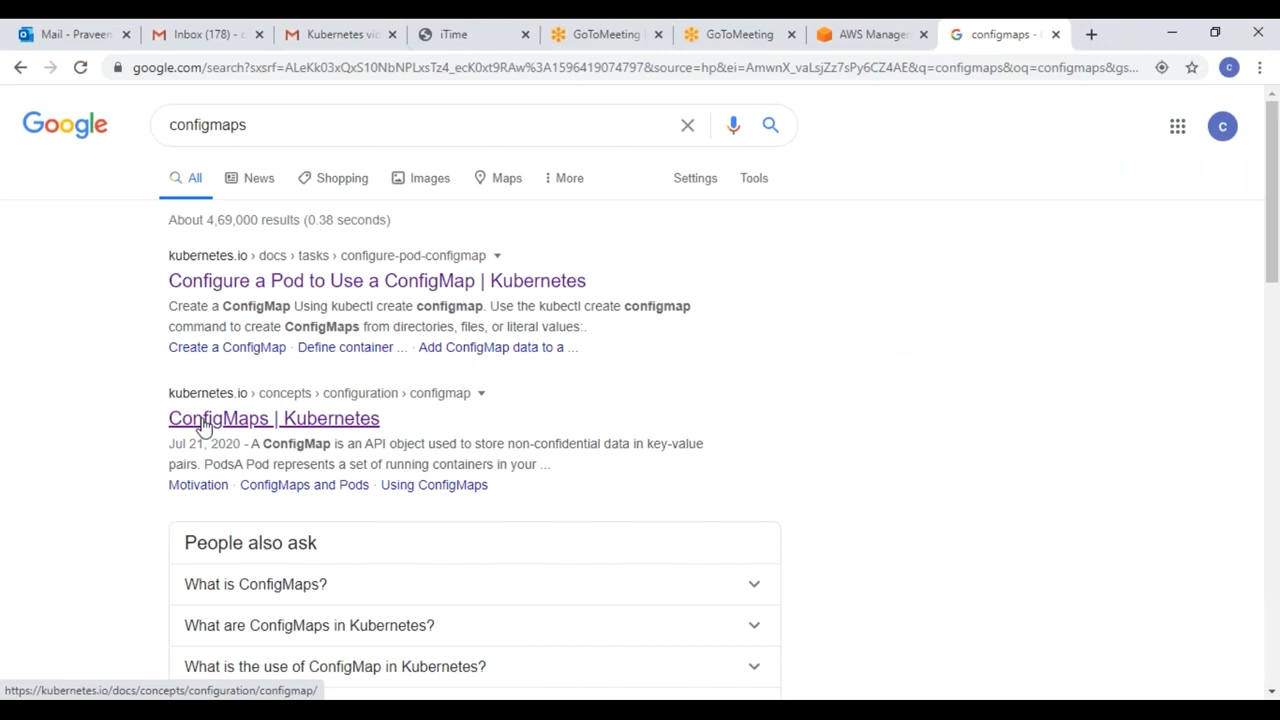 Mail - Praveen
Inbox (178) - c
Kubernetes vid
iTime
GoToMeeting
GoToMeeting
AWS Manager
configmaps - G
google.com/search?sxsrf=ALeKk03xQxS10NbNPLxsTz4_ecK0xt9RAw%3A1596419074797&source=hp&ei=AmwnX_vaLsjZz7sPy6CZ4AE&q=configmaps&oq=configmaps&gs...
C
Google
configmaps
C
All
News
Shopping
Images
Maps
More
Settings
Tools
About 4,69,000 results (0.38 seconds)
kubernetes.io › docs › tasks › configure-pod-configmap
Configure a Pod to Use a ConfigMap | Kubernetes
Create a ConfigMap Using kubectl create configmap. Use the kubectl create configmap
command to create ConfigMaps from directories, files, or literal values:.
Create a ConfigMap · Define container ... · Add ConfigMap data to a ...
kubernetes.io › concepts › configuration › configmap
ConfigMaps | Kubernetes
Jul 21, 2020 - A ConfigMap is an API object used to store non-confidential data in key-value
pairs. PodsA Pod represents a set of running containers in your ...
Motivation · ConfigMaps and Pods · Using ConfigMaps
People also ask
What is ConfigMaps?
What are ConfigMaps in Kubernetes?
What is the use of ConfigMap in Kubernetes?
https://kubernetes.io/docs/concepts/configuration/configmap/